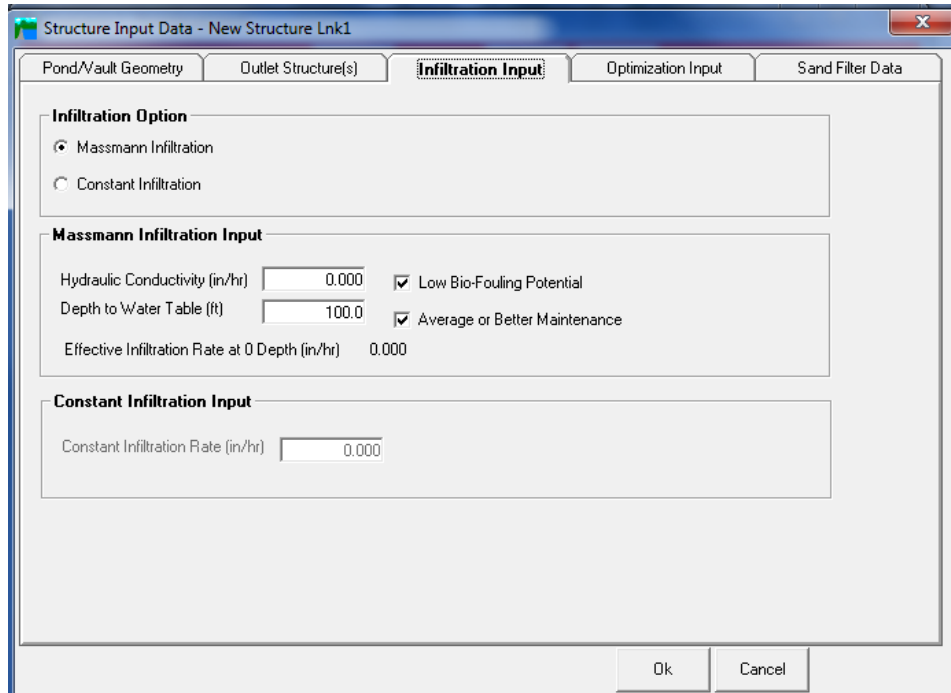 Structure Input Data - New Structure Lnk1
X
Pond/Vault Geometry Outlet Structure(s) Infiltration Input Optimization Input Sand Filter Data
Infiltration Option
Massmann Infiltration
Constant Infiltration
Massmann Infiltration Input
Hydraulic Conductivity (in/hr) 0.000 Low Bio-Fouling Potential
Depth to Water Table (ft) 100.0 Average or Better Maintenance
Effective Infiltration Rate at 0 Depth (in/hr) 0.000
Constant Infiltration Input
Constant Infiltration Rate (in/hr) 0.000
Ok Cancel